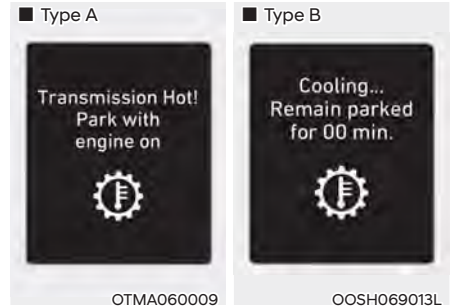 ■ Type A
Transmission Hot!
Park with
engine on
OTMA060009
■ Type B
Cooling...
Remain parked
for 00 min.
OOSH069013L